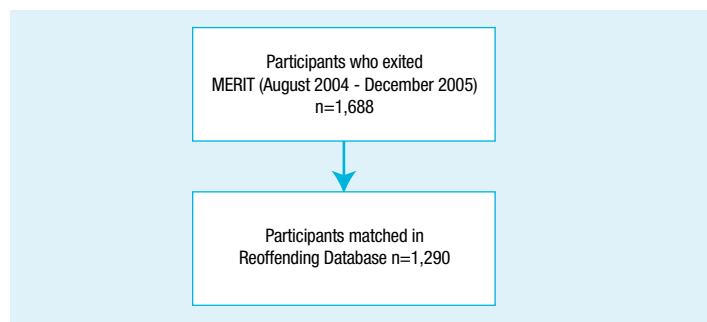 Participants who exited
MERIT (August 2004 - December 2005)
n=1,688
Participants matched in
Reoffending Database n=1,290